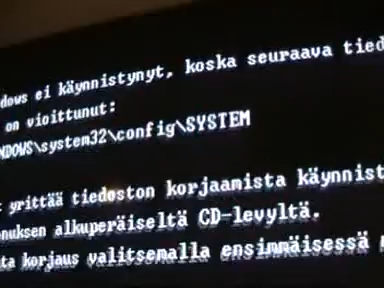 dows ei käynnistynyt, koska seuraava tied
on vioittunut:
NDOWS\system32\config\SYSTEM
t yrittää tiedoston korjaamista käynnist
nuksen alkuperäiseltä CD-levyltä.
ta korjaus valitsemalla ensimmäisessä